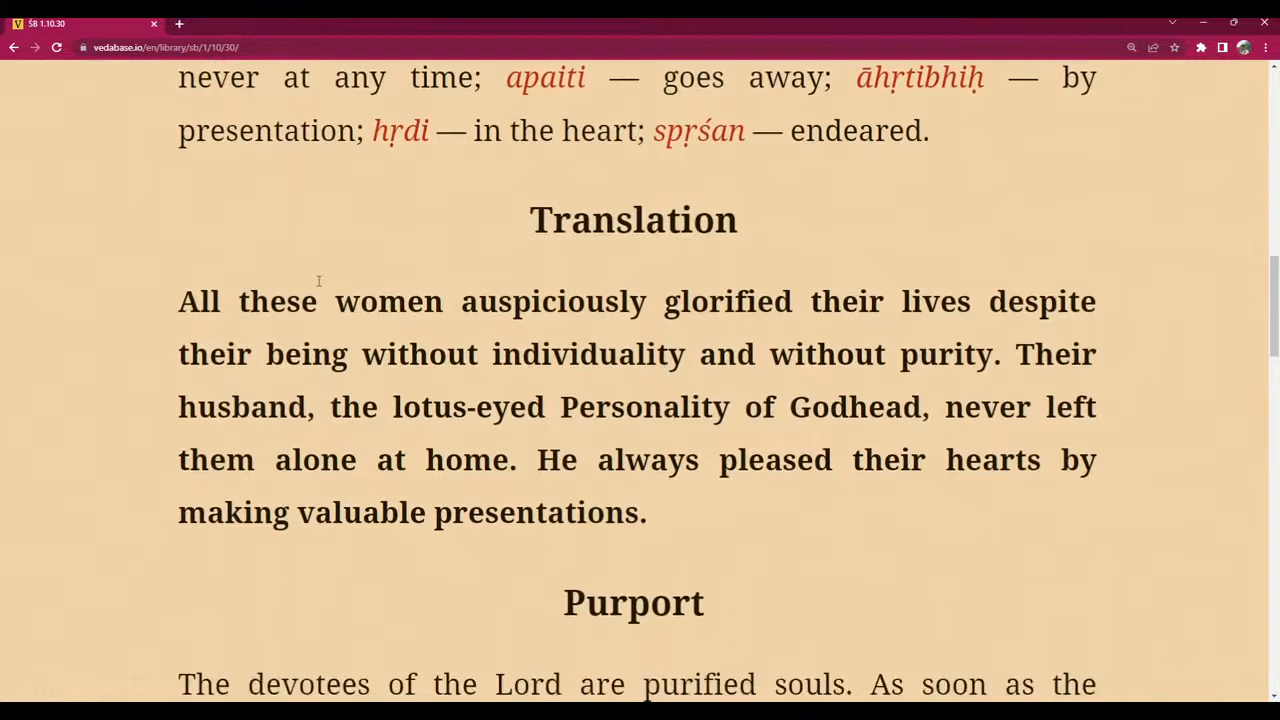 ŚB 1.10.30
vedabase.io/en/library/sb/1/10/30/
never at any time; apaiti — goes away; āhṛtibhiḥ — by
presentation; hṛdi — in the heart; spṛśan — endeared.
Translation
All these women auspiciously glorified their lives despite
their being without individuality and without purity. Their
husband, the lotus-eyed Personality of Godhead, never left
them alone at home. He always pleased their hearts by
making valuable presentations.
Purport
The devotees of the Lord are purified souls. As soon as the